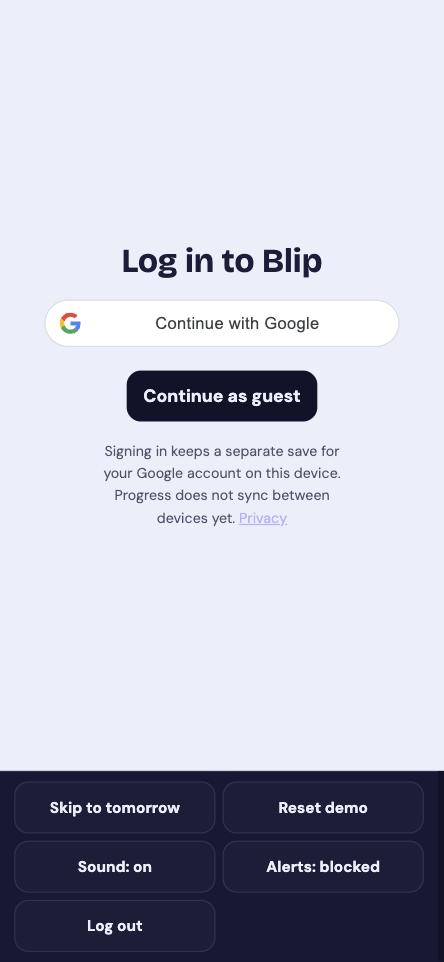 Log in to Blip
Continue with Google
Continue as guest
Signing in keeps a separate save for
your Google account on this device.
Progress does not sync between
devices yet. Privacy
Skip to tomorrow
Reset demo
Sound: on
Alerts: blocked
Log out